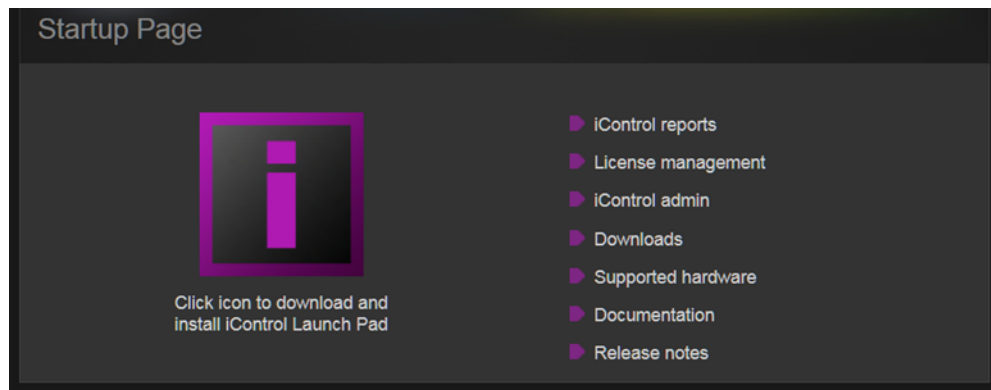 Startup Page
Click icon to download and
install iControl Launch Pad
iControl reports
License management
iControl admin
Downloads
Supported hardware
Documentation
Release notes